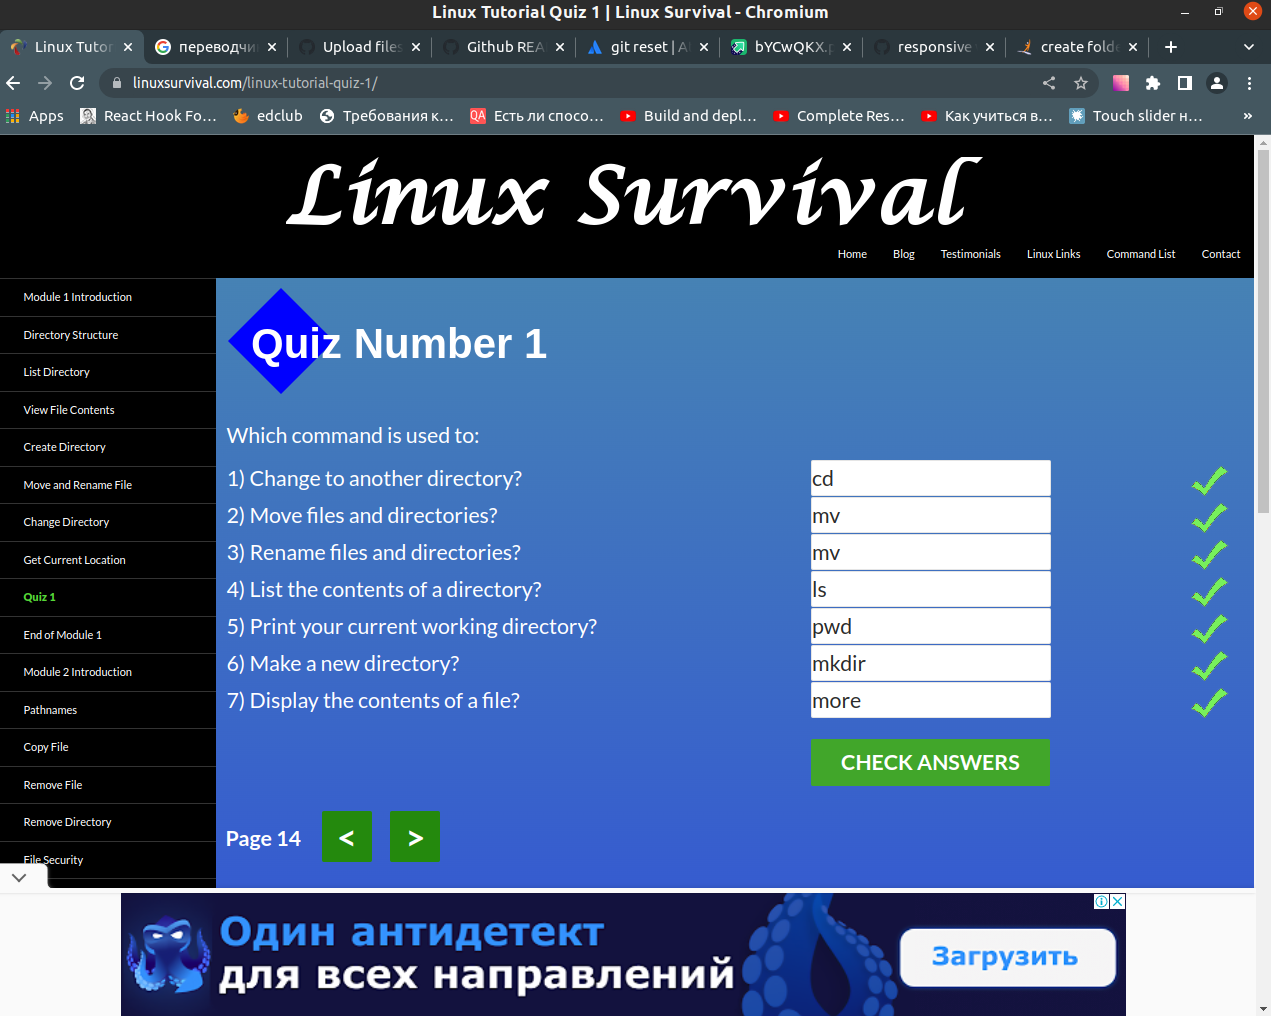 Linux Tutorial Quiz 1 | Linux Survival - Chromium
Linux Tutor
переводчи
Upload files
Github REA
git reset | A
bYCwQKX.p
responsive
create folde
linuxsurvival.com/linux-tutorial-quiz-1/
Apps
React Hook Fo...
edclub
Требования к...
QA
Есть ли спосо...
Build and depl...
Complete Res...
Как учиться в...
Touch slider н...
»
Linux Survival
Home
Blog
Testimonials
Linux Links
Command List
Contact
Module 1 Introduction
Directory Structure
List Directory
View File Contents
Create Directory
Move and Rename File
Change Directory
Get Current Location
Quiz 1
End of Module 1
Module 2 Introduction
Pathnames
Copy File
Remove File
Remove Directory
File Security
Quiz Number 1
Which command is used to:
1) Change to another directory? cd
2) Move files and directories? mv
3) Rename files and directories? mv
4) List the contents of a directory? ls
5) Print your current working directory? pwd
6) Make a new directory? mkdir
7) Display the contents of a file? more
CHECK ANSWERS
Page 14 < >
Один антидетект
для всех направлений
Загрузить